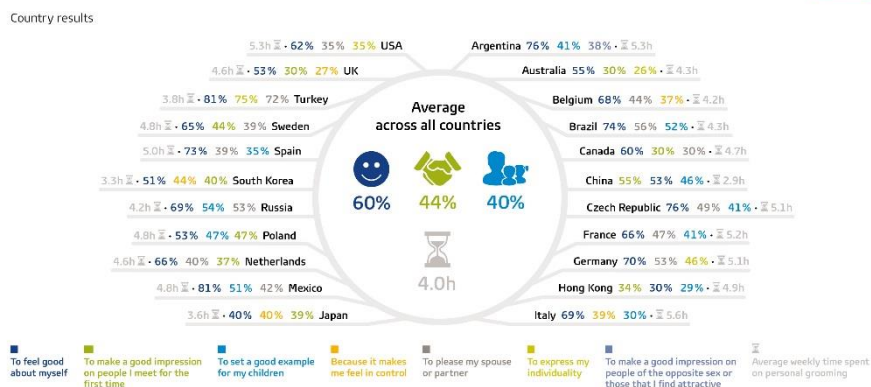 Country results
5.3h · 62% 35% 35% USA
Argentina 76% 41% 38% · 5.3h
4.6h · 53% 30% 27% UK
Australia 55% 30% 26% · 4.3h
3.8h · 81% 75% 72% Turkey
Belgium 68% 44% 37% · 4.2h
4.8h · 65% 44% 39% Sweden
Brazil 74% 56% 52% · 4.3h
5.0h · 73% 39% 35% Spain
Canada 60% 30% 30% · 4.7h
3.3h · 51% 44% 40% South Korea
China 55% 53% 46% · 2.9h
4.2h · 69% 54% 53% Russia
Czech Republic 76% 49% 41% · 5.1h
4.8h · 53% 47% 47% Poland
France 66% 47% 41% · 5.2h
4.6h · 66% 40% 37% Netherlands
Germany 70% 53% 46% · 5.1h
4.8h · 81% 51% 42% Mexico
Hong Kong 34% 30% 29% · 4.9h
3.6h · 40% 40% 39% Japan
Italy 69% 39% 30% · 5.6h
Average
across all countries
60% 44% 40%
4.0h
To feel good
about myself
To make a good impression
on people I meet for the
first time
To set a good example
for my children
Because it makes
me feel in control
To please my spouse
or partner
To express my
individuality
To make a good impression on
people of the opposite sex or
those that I find attractive
Average weekly time spent
on personal grooming